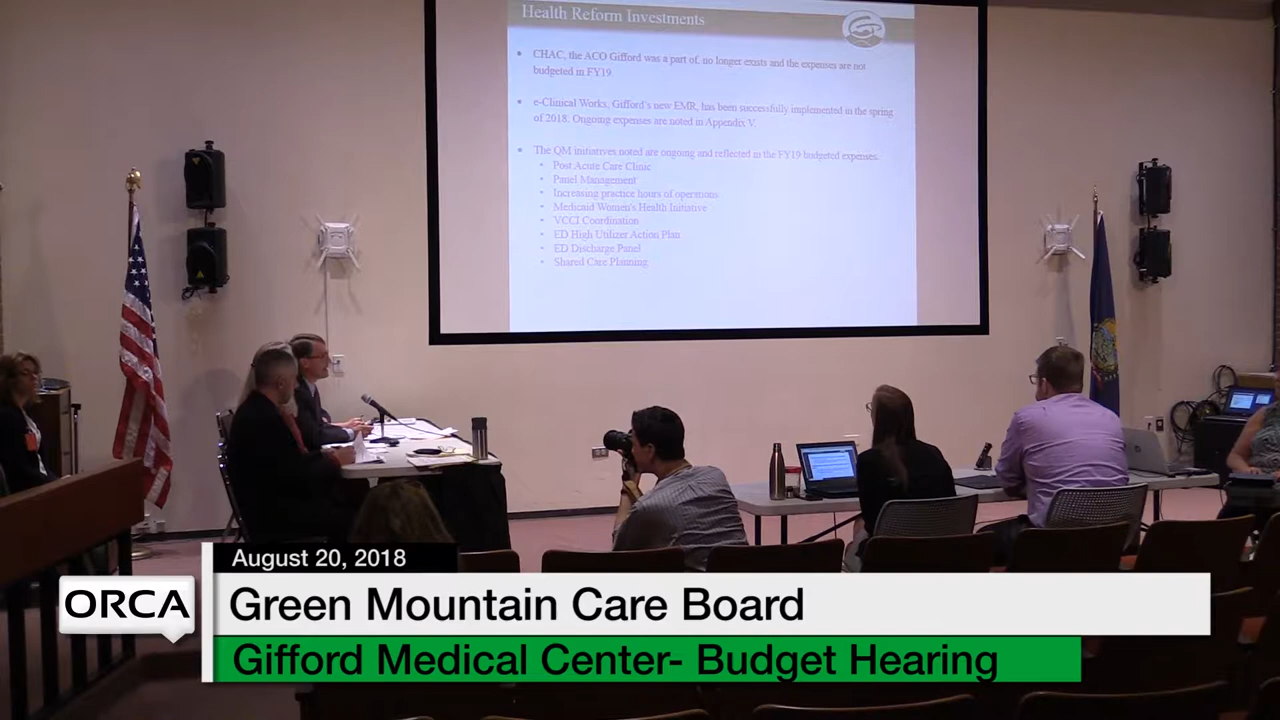 Health Reform Investments
• CHAC, the ACO Gifford was a part of, no longer exists and the expenses are not
budgeted in FY19.
• e-Clinical Works, Gifford's new EMR, has been successfully implemented in the spring
of 2018. Ongoing expenses are noted in Appendix V.
• The QM initiatives noted are ongoing and reflected in the FY19 budgeted expenses.
• Post Acute Care Clinic
• Panel Management
• Increasing practice hours of operations
• Medicaid Women's Health Initiative
• VCCI Coordination
• ED High Utilizer Action Plan
• ED Discharge Panel
• Shared Care Planning
August 20, 2018
ORCA
Green Mountain Care Board
Gifford Medical Center- Budget Hearing